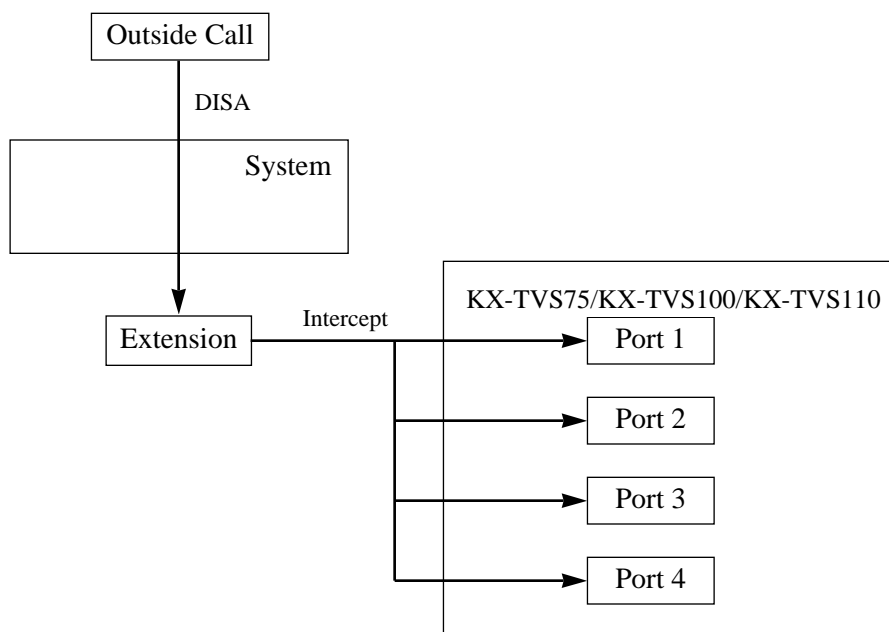 Outside Call
DISA
System
KX-TVS75/KX-TVS100/KX-TVS110
Intercept
Extension
Port 1
Port 2
Port 3
Port 4